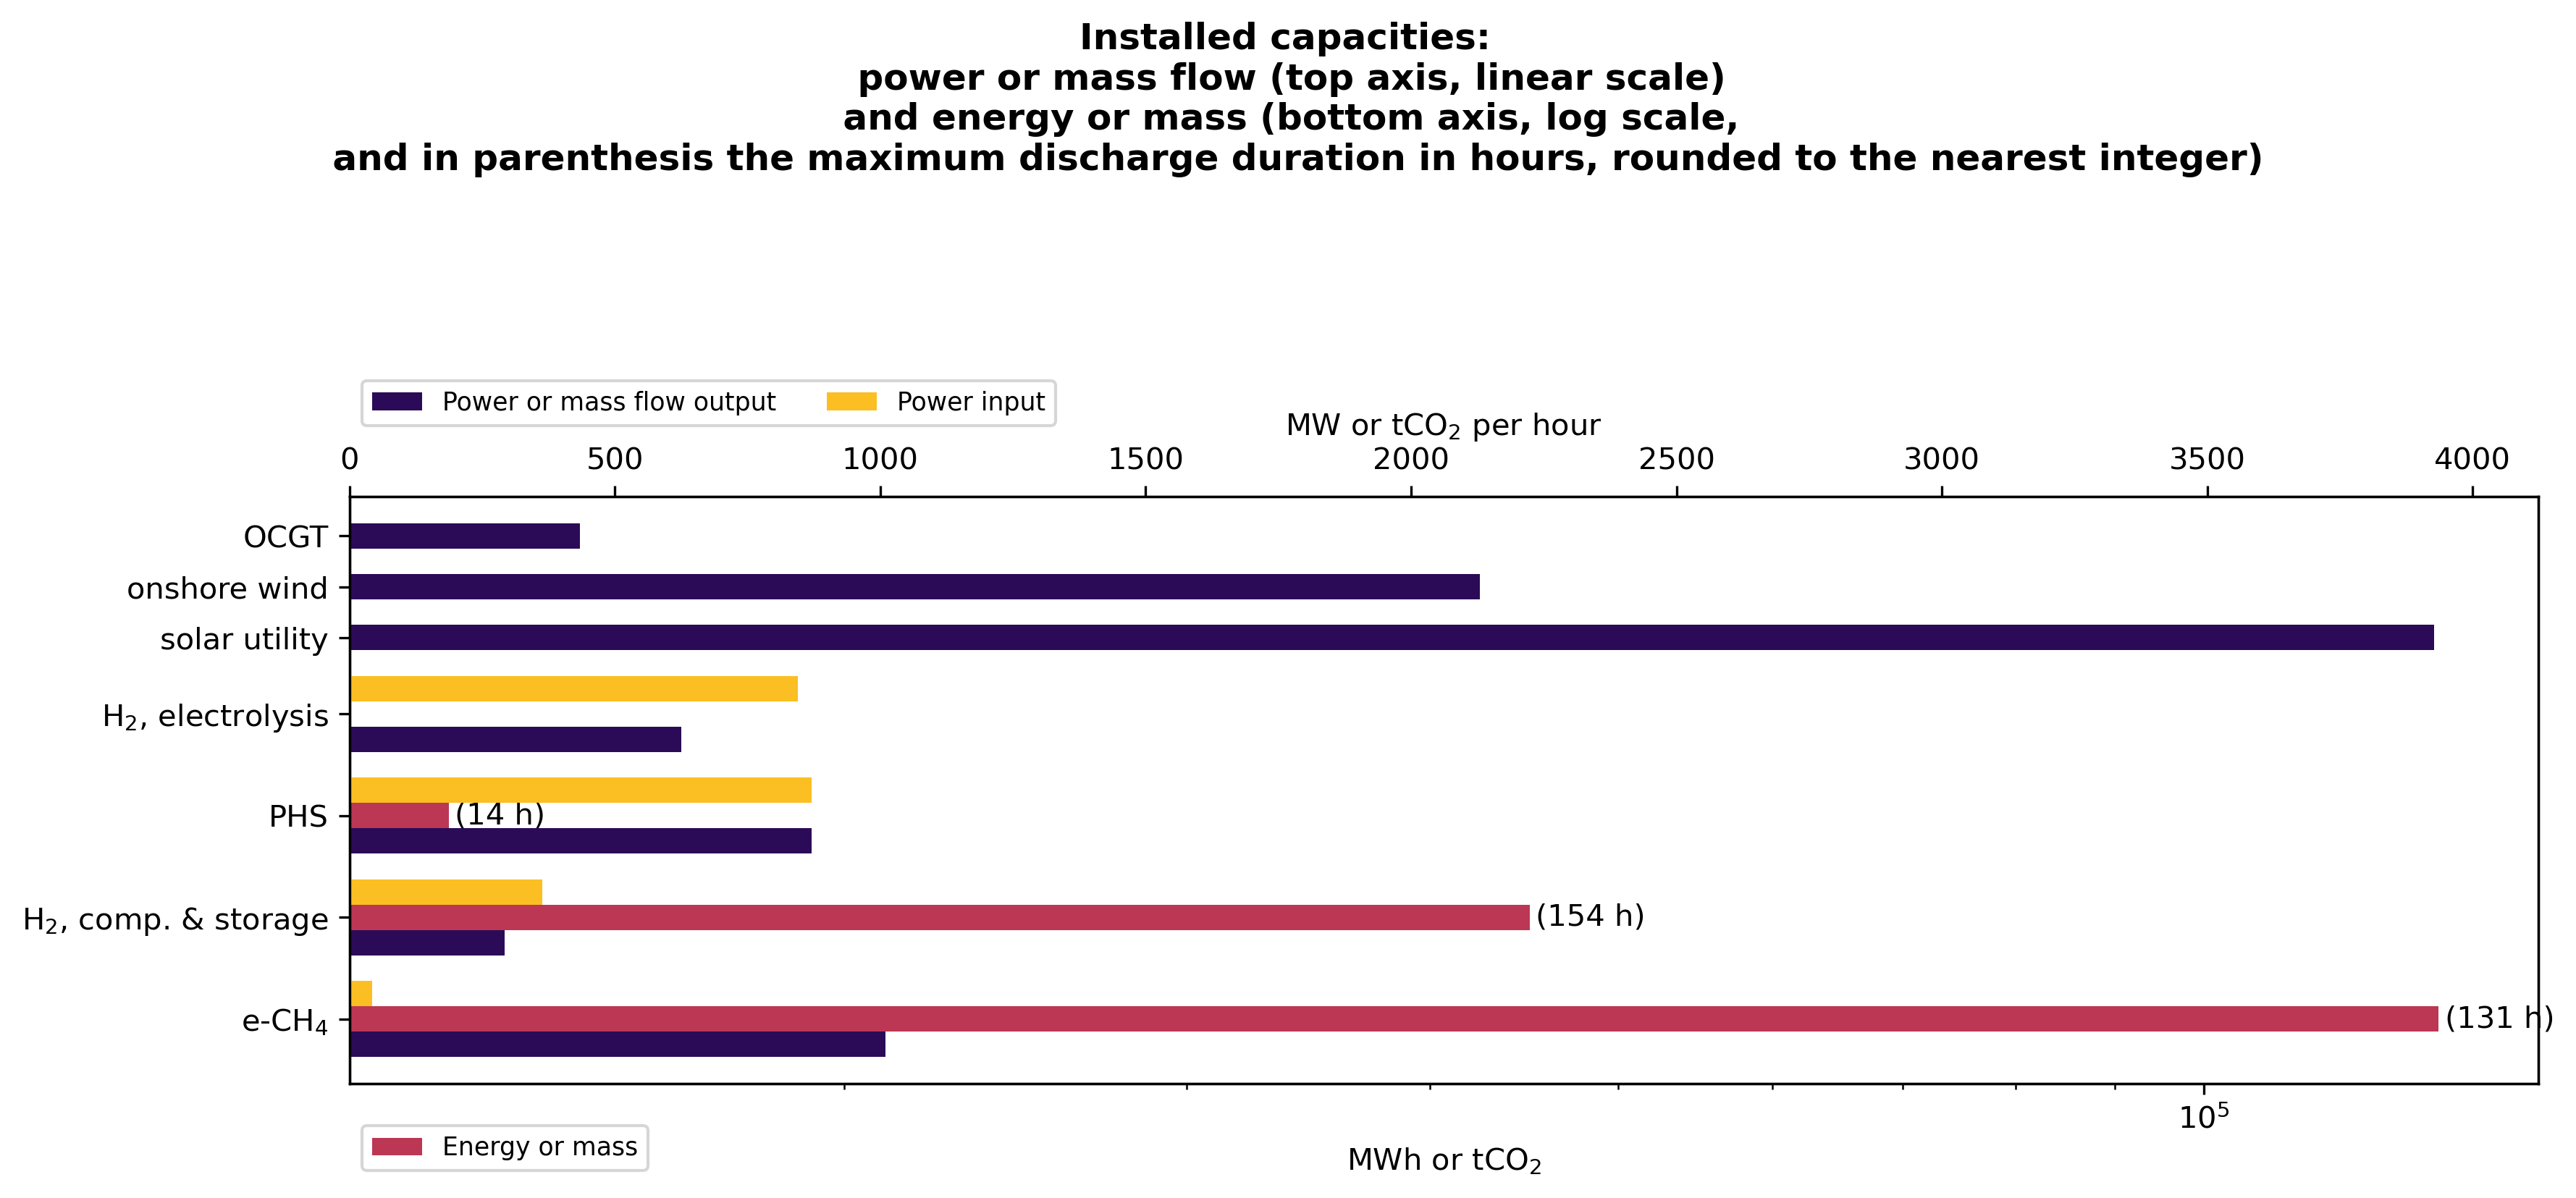 Installed capacities:
power or mass flow (top axis, linear scale)
and energy or mass (bottom axis, log scale,
and in parenthesis the maximum discharge duration in hours, rounded to the nearest integer)
Power or mass flow output Power input
MW or tCO₂ per hour
0 500 1000 1500 2000 2500 3000 3500 4000
OCGT
onshore wind
solar utility
H₂, electrolysis
PHS (14 h)
H₂, comp. & storage (154 h)
e-CH₄ (131 h)
10⁵
Energy or mass
MWh or tCO₂